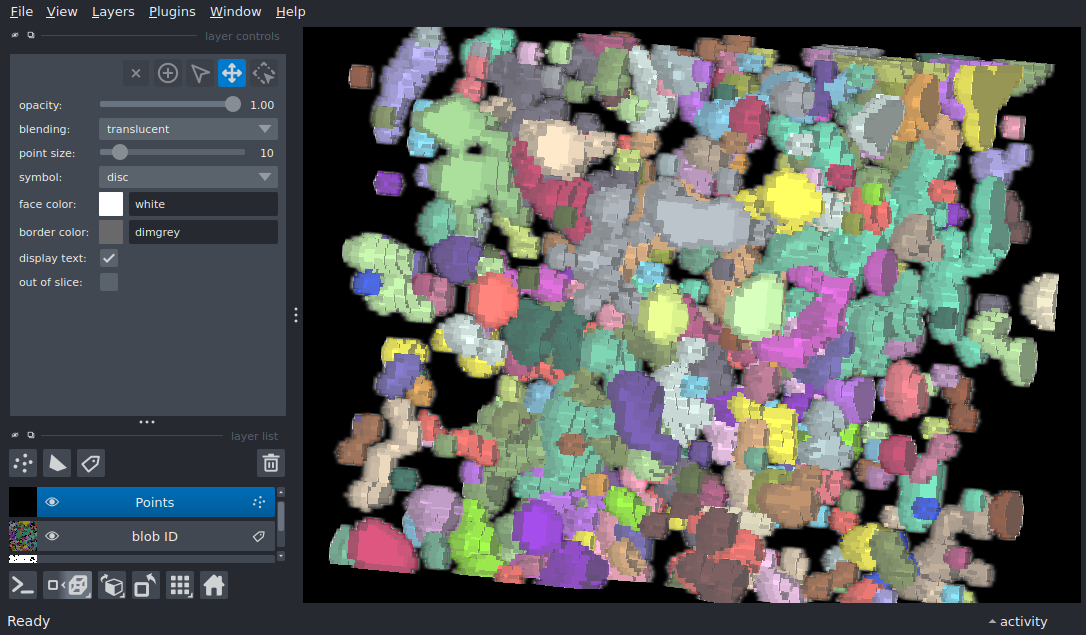 File View Layers Plugins Window Help
layer controls
opacity: 1.00
blending: translucent
point size: 10
symbol: disc
face color: white
border color: dimgrey
display text:
out of slice:
layer list
Points
blob ID
Ready activity